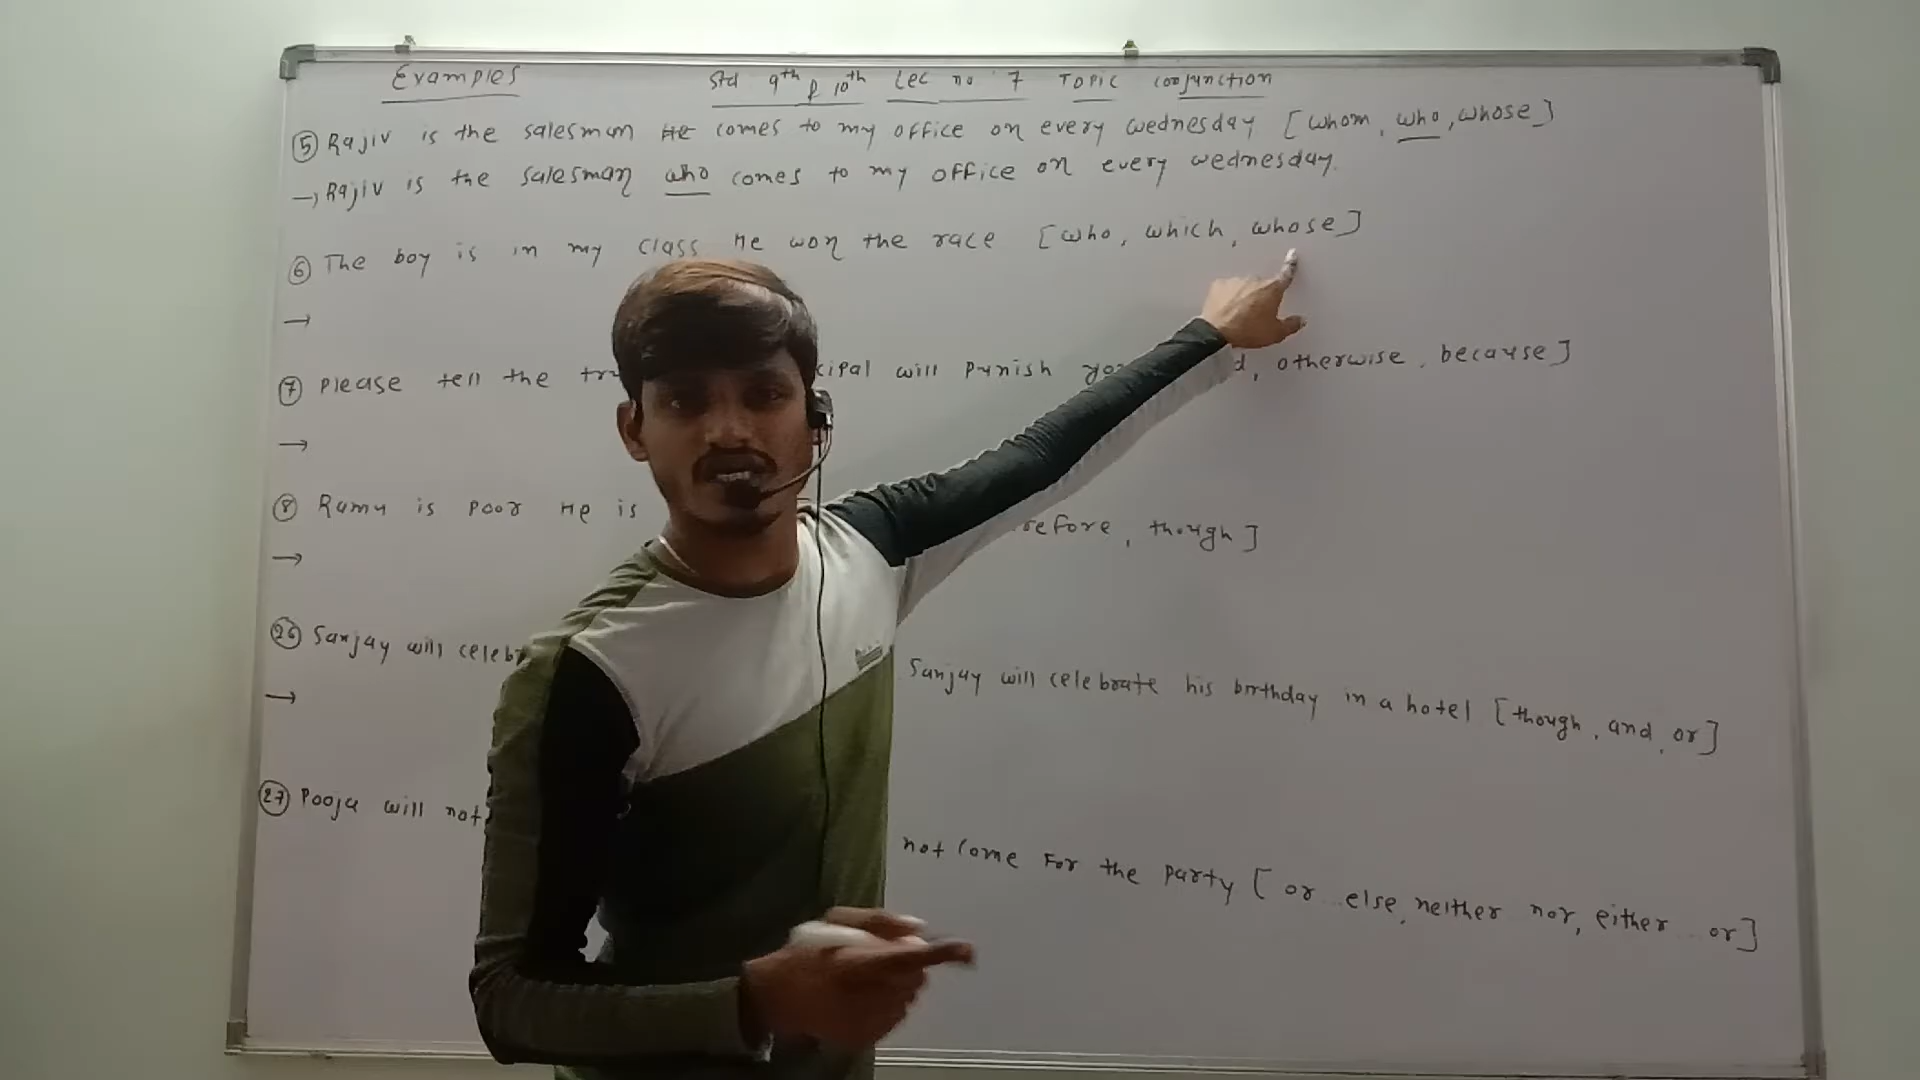 Examples Std 9th & 10th Lec no 7 Topic conjunction
⑤ Rajiv is the salesman He comes to my office on every wednesday [whom, who, whose]
→ Rajiv is the salesman who comes to my office on every wednesday.
⑥ The boy is in my class He won the race [who, which, whose]
→
⑦ Please tell the will punish otherwise, because]
→
⑧ Ramu is poor He is though]
→
㉖ Sanjay will Sanjay will celebrate his birthday in a hotel [though, and, or]
→
㉗ Pooja will not not come for the party [or...else, neither nor, either...or]